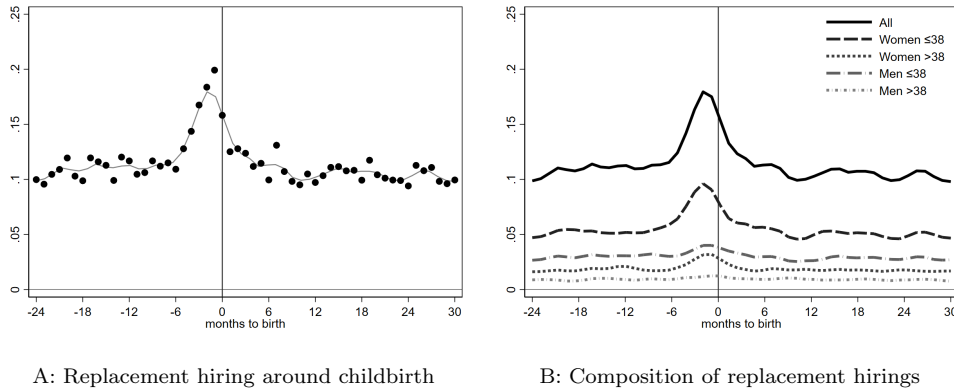 .25
.2
.15
.1
.05
0
-24 -18 -12 -6 0 6 12 18 24 30
months to birth
A: Replacement hiring around childbirth
.25
.2
.15
.1
.05
0
All
Women ≤38
Women >38
Men ≤38
Men >38
-24 -18 -12 -6 0 6 12 18 24 30
months to birth
B: Composition of replacement hirings